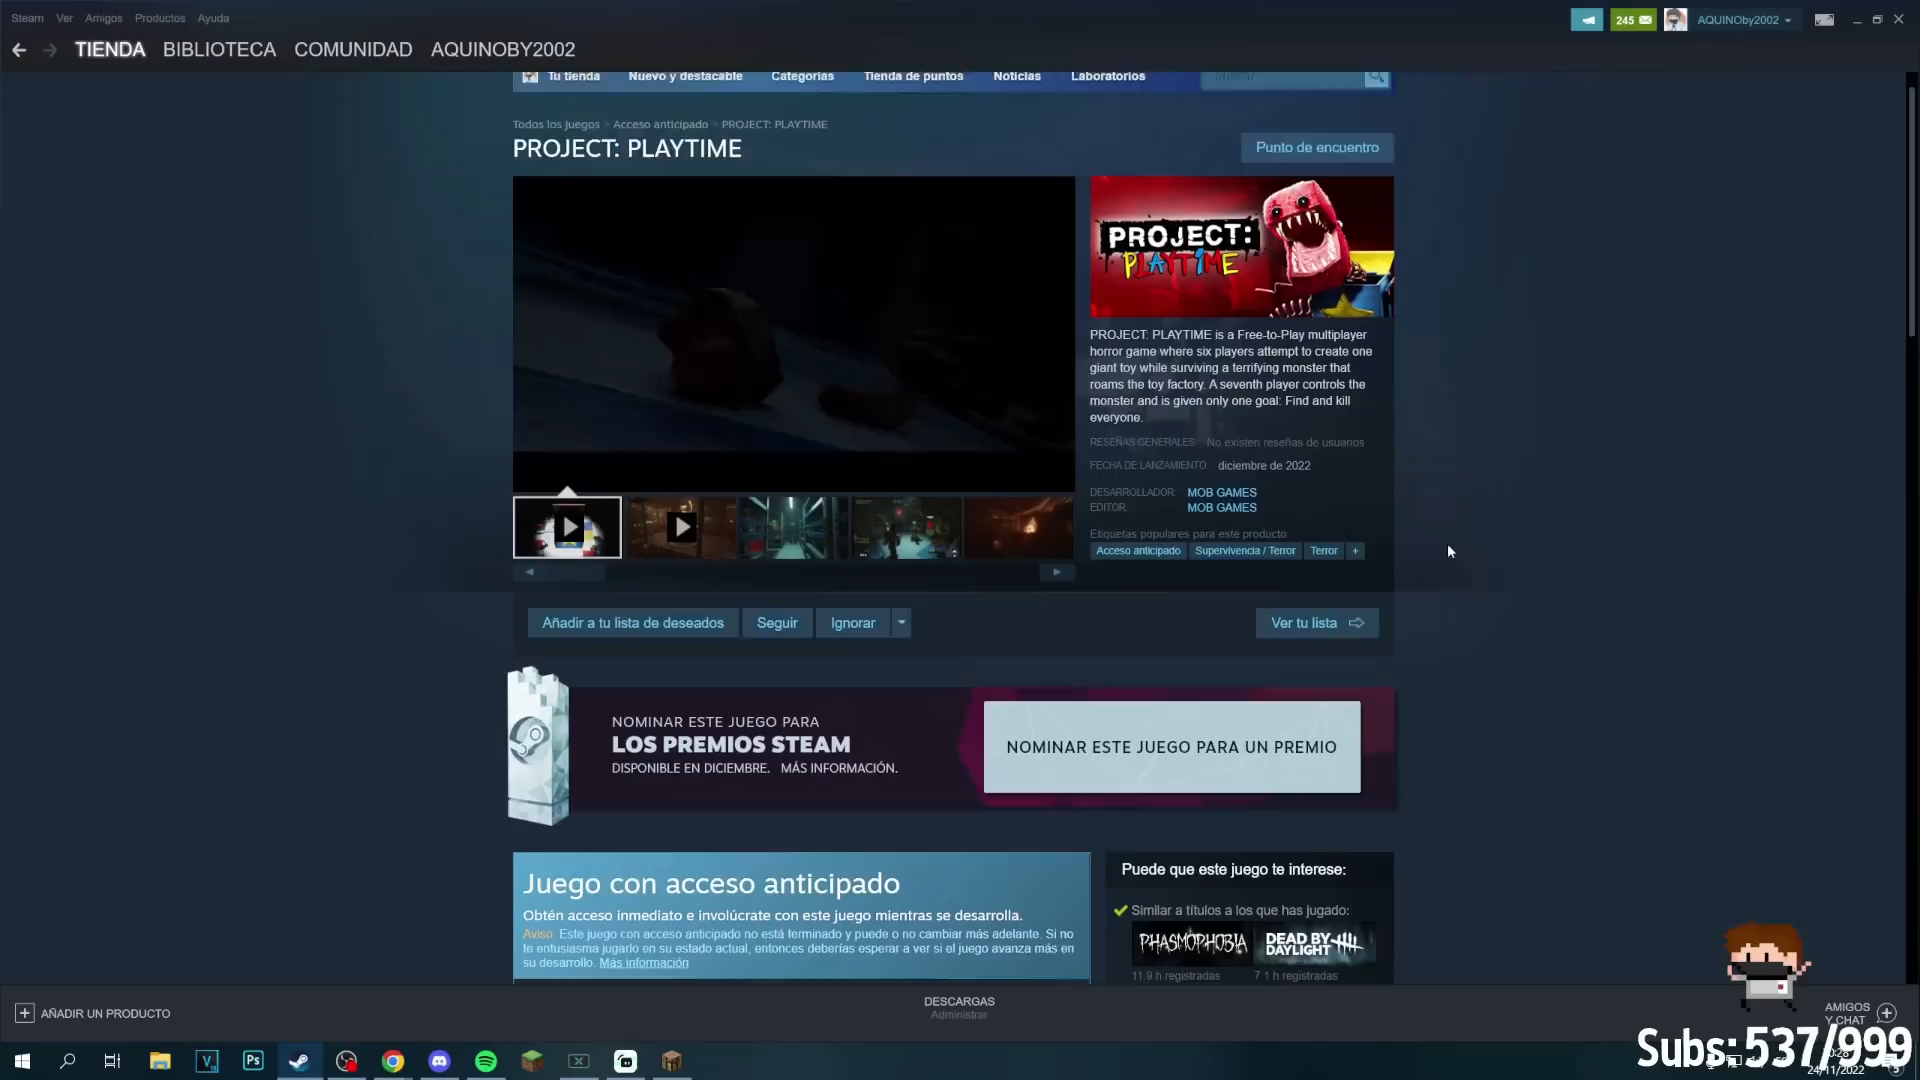 Steam Ver Amigos Productos Ayuda
245
AQUINOby2002
TIENDA BIBLIOTECA COMUNIDAD AQUINOBY2002
Tu tienda Nuevo y destacable Categorías Tienda de puntos Noticias Laboratorios
Todos los juegos > Acceso anticipado > PROJECT: PLAYTIME
PROJECT: PLAYTIME
Punto de encuentro
PROJECT:
PLAYTIME
PROJECT: PLAYTIME is a Free-to-Play multiplayer
horror game where six players attempt to create one
giant toy while surviving a terrifying monster that
roams the toy factory. A seventh player controls the
monster and is given only one goal: Find and kill
everyone.
RESEÑAS GENERALES: No existen reseñas de usuarios
FECHA DE LANZAMIENTO: diciembre de 2022
DESARROLLADOR: MOB GAMES
EDITOR: MOB GAMES
Etiquetas populares para este producto:
Acceso anticipado Supervivencia / Terror Terror +
Añadir a tu lista de deseados Seguir Ignorar
Ver tu lista
NOMINAR ESTE JUEGO PARA
LOS PREMIOS STEAM
DISPONIBLE EN DICIEMBRE. MÁS INFORMACIÓN.
NOMINAR ESTE JUEGO PARA UN PREMIO
Juego con acceso anticipado
Obtén acceso inmediato e involúcrate con este juego mientras se desarrolla.
Aviso: Este juego con acceso anticipado no está terminado y puede o no cambiar más adelante. Si no
te entusiasma jugarlo en su estado actual, entonces deberías esperar a ver si el juego avanza más en
su desarrollo. Más información
Puede que este juego te interese:
Similar a títulos a los que has jugado:
PHASMOPHOBIA
DEAD BY
DAYLIGHT
11.9 h registradas
7.1 h registradas
AÑADIR UN PRODUCTO
DESCARGAS
Administrar
AMIGOS
Y CHAT
Ps
Subs: 537/999
24/11/2022